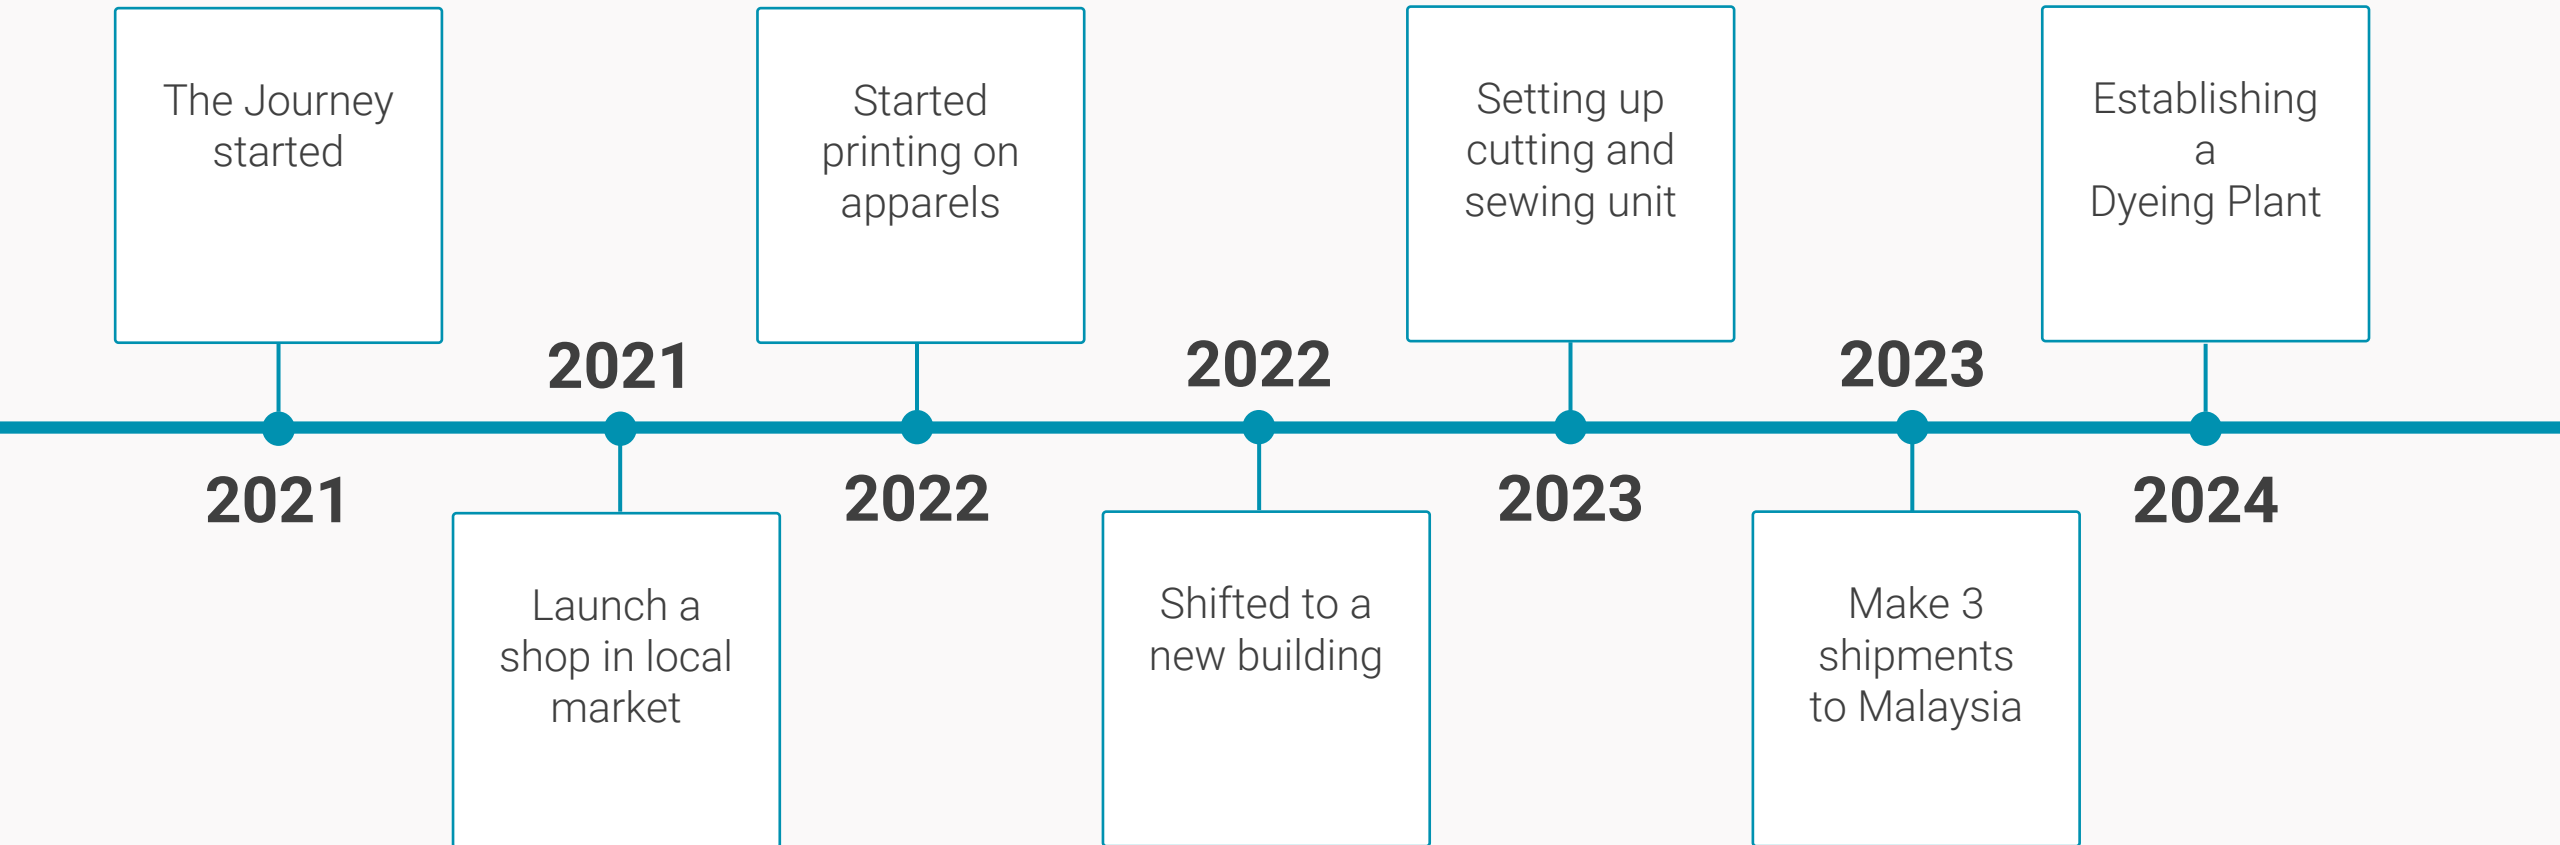 The Journey
started
2021
2021
Launch a
shop in local
market
Started
printing on
apparels
2022
2022
Shifted to a
new building
Setting up
cutting and
sewing unit
2023
2023
Make 3
shipments
to Malaysia
Establishing
a
Dyeing Plant
2024